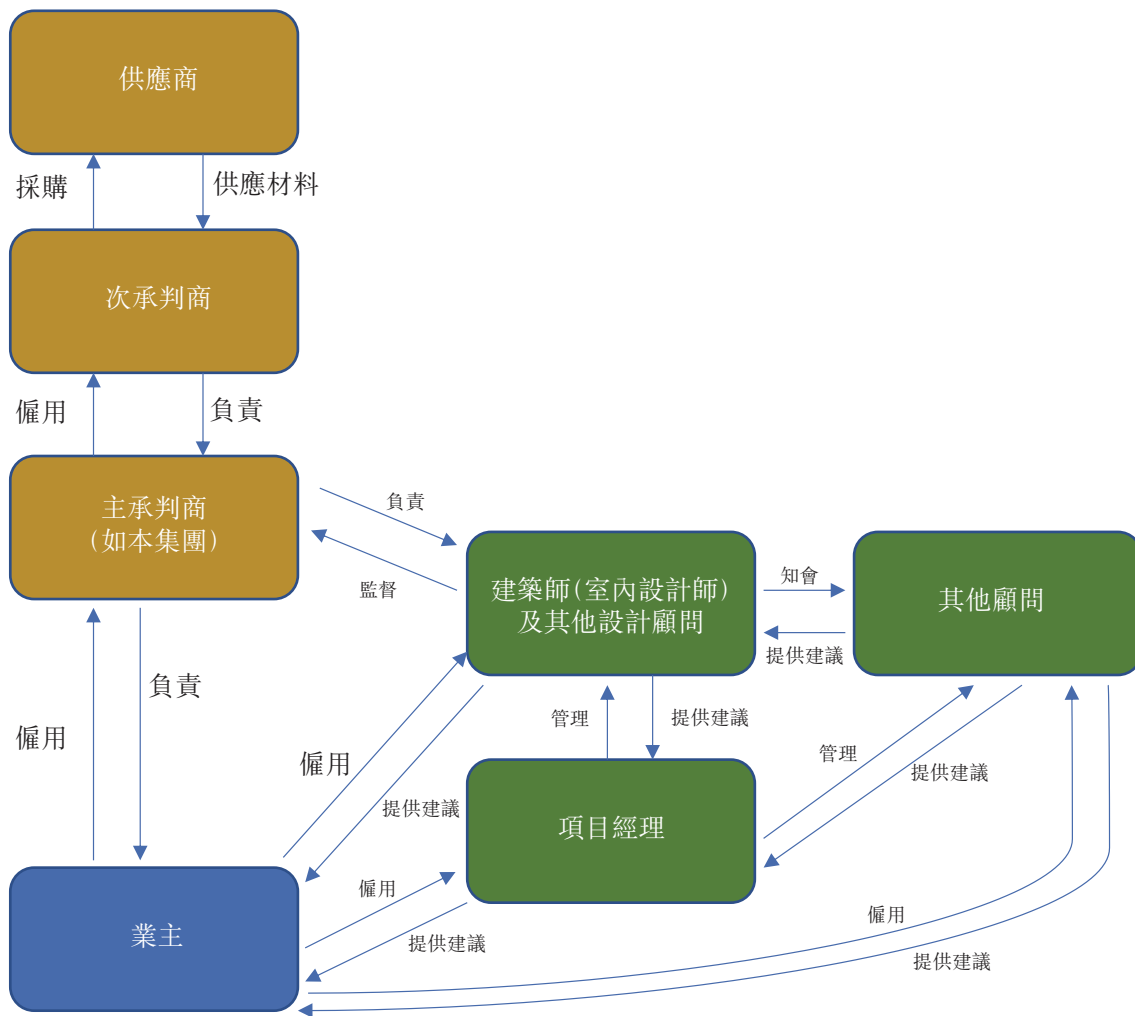 供應商
採購
供應材料
次承判商
僱用
負責
主承判商
(如本集團)
負責
監督
建築師(室內設計師)
及其他設計顧問
知會
提供建議
其他顧問
僱用
負責
僱用
提供建議
管理
提供建議
管理
提供建議
項目經理
業主
僱用
提供建議
僱用
提供建議